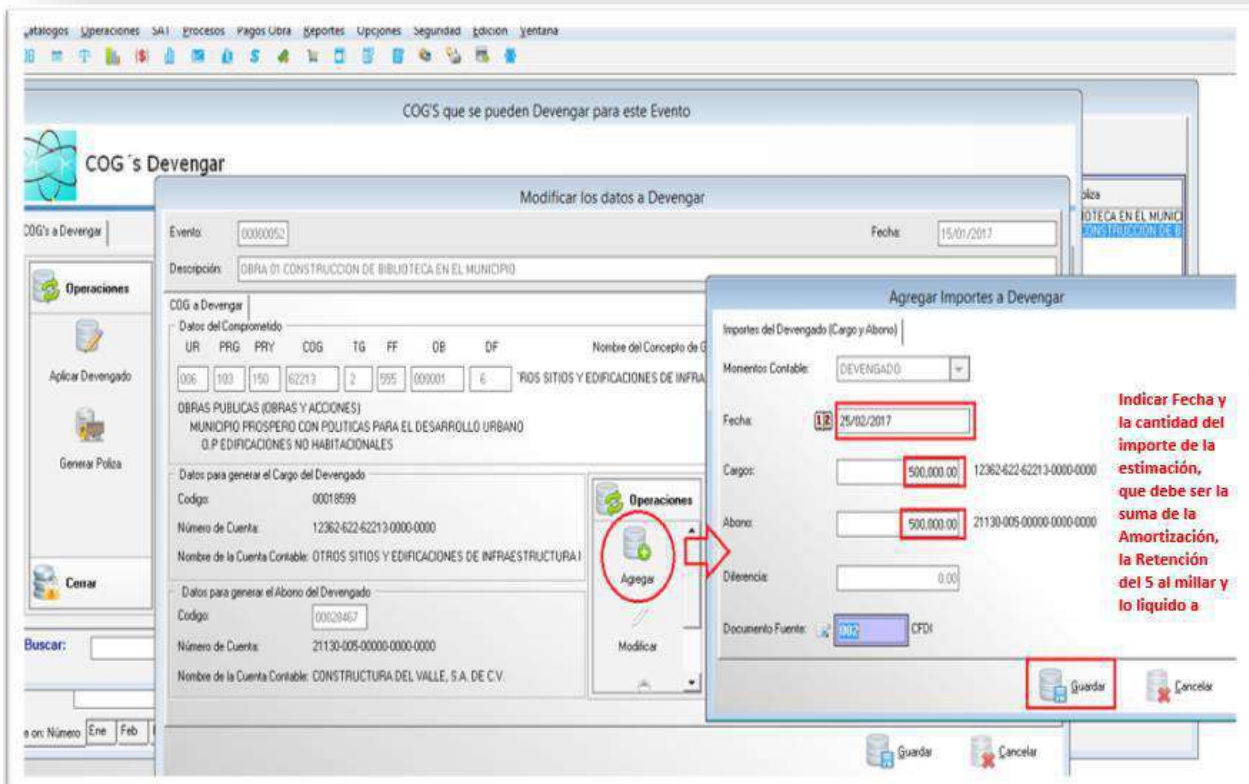 Operaciones SAT Procesos Pagos Obra Reportes Opciones Seguridad Edicion Ventana
COG'S que se pueden Devengar para este Evento
COG´s Devengar
COG's a Devengar
Operaciones
Aplicar Devengado
Generar Poliza
Cerrar
Buscar:
Número Ene Feb
CONSTRUCCION DE B
Modificar los datos a Devengar
Evento: 00000052 Fecha: 15/01/2017
Descripción: OBRA 01 CONSTRUCCION DE BIBLIOTECA EN EL MUNICIPIO
COG a Devengar
Datos del Comprometido
UR PRG PRY COG TG FF OB DF Nombre del Concepto de G
006 103 150 62213 2 555 000001 6 'ROS SITIOS Y EDIFICACIONES DE INFRA
OBRAS PUBLICAS (OBRAS Y ACCIONES)
MUNICIPIO PROSPERO CON POLITICAS PARA EL DESARROLLO URBANO
O.P EDIFICACIONES NO HABITACIONALES
Datos para generar el Cargo del Devengado
Codigo: 00018599
Número de Cuenta: 12362-622-62213-0000-0000
Nombre de la Cuenta Contable: OTROS SITIOS Y EDIFICACIONES DE INFRAESTRUCTURA
Datos para generar el Abono del Devengado
Codigo: 00028467
Número de Cuenta: 21130-005-00000-0000-0000
Nombre de la Cuenta Contable: CONSTRUCTURA DEL VALLE, S.A. DE C.V.
Operaciones
Agregar
Modificar
Guardar Cancelar
Agregar Importes a Devengar
Importes del Devengado (Cargo y Abono)
Momentos Contable: DEVENGADO
Fecha: 12 25/02/2017
Cargos: 500,000.00 12362-622-62213-0000-0000
Abono: 500,000.00 21130-005-00000-0000-0000
Diferencia: 0.00
Documento Fuente: 002 CFDI
Guardar Cancelar
Indicar Fecha y
la cantidad del
importe de la
estimación,
que debe ser la
suma de la
Amortización,
la Retención
del 5 al millar y
lo liquido a